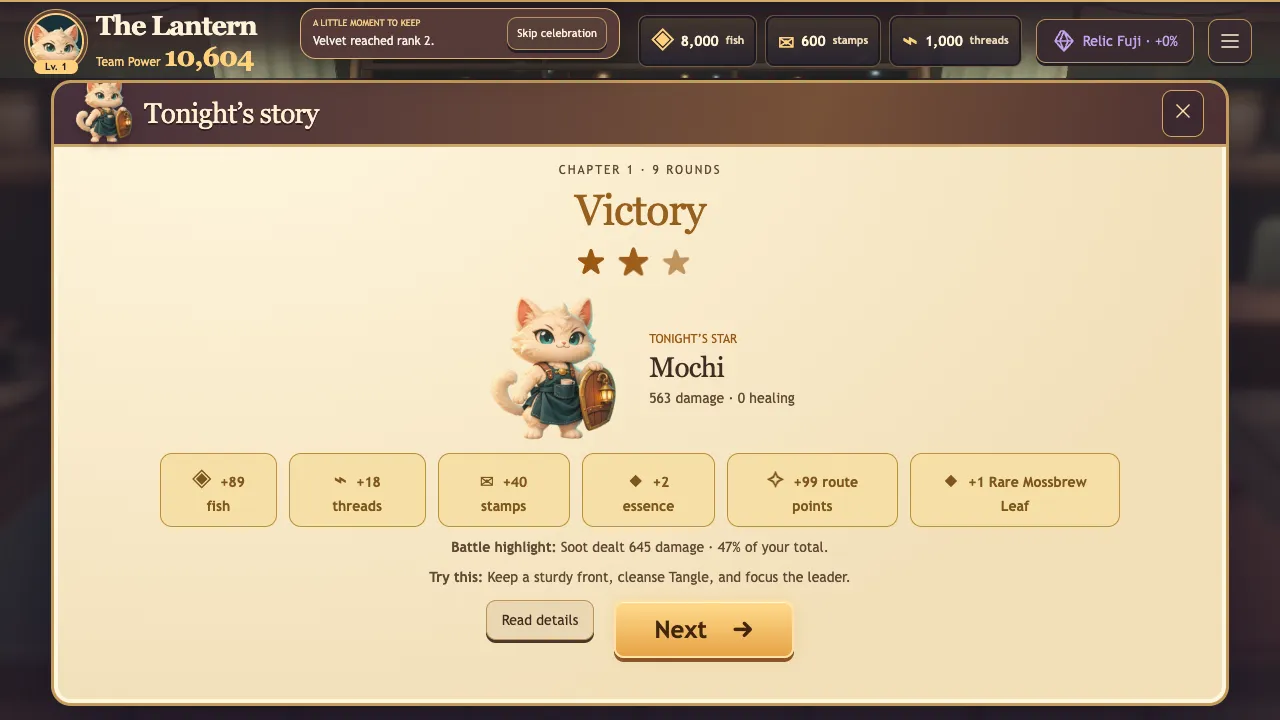 The Lantern
Team Power 10,604
Lv. 1
A LITTLE MOMENT TO KEEP
Velvet reached rank 2.
Skip celebration
8,000 fish
600 stamps
1,000 threads
Relic Fuji · +0%
Tonight’s story
CHAPTER 1 · 9 ROUNDS
Victory
TONIGHT’S STAR
Mochi
563 damage · 0 healing
+89
fish
+18
threads
+40
stamps
+2
essence
+99 route
points
+1 Rare Mossbrew
Leaf
Battle highlight: Soot dealt 645 damage · 47% of your total.
Try this: Keep a sturdy front, cleanse Tangle, and focus the leader.
Read details
Next →